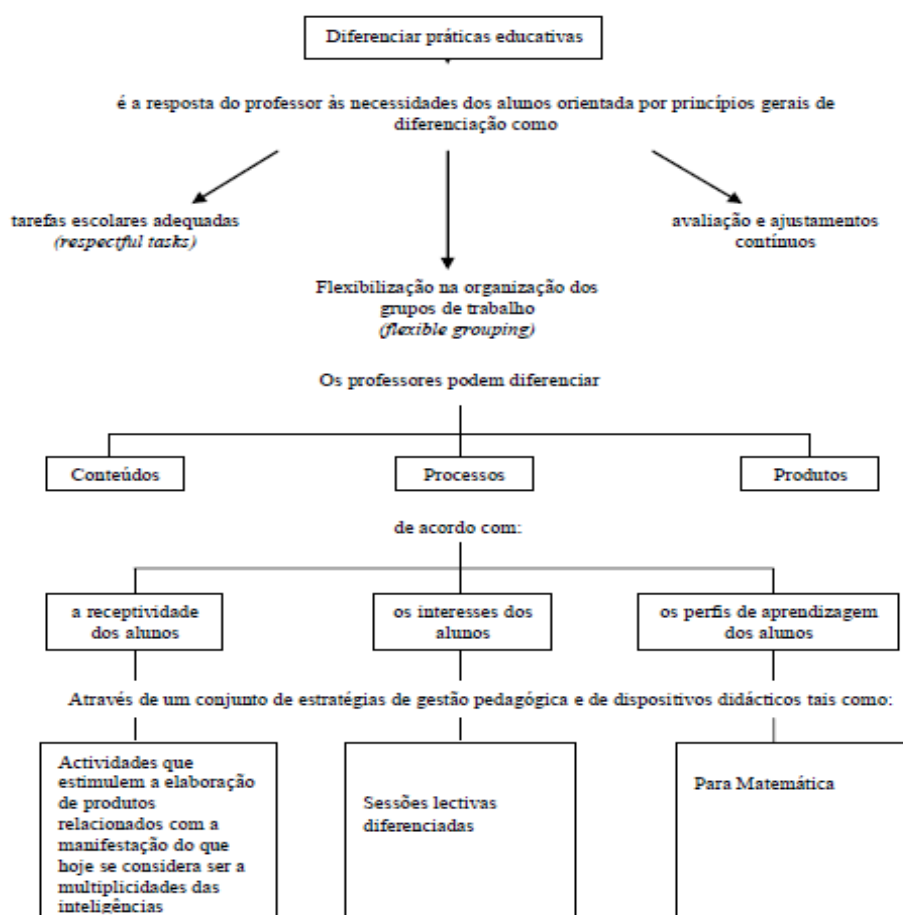 Diferenciar práticas educativas
é a resposta do professor às necessidades dos alunos orientada por princípios gerais de
diferenciação como
tarefas escolares adequadas
(respectful tasks)
avaliação e ajustamentos
contínuos
Flexibilização na organização dos
grupos de trabalho
(flexible grouping)
Os professores podem diferenciar
Conteúdos
Processos
Produtos
de acordo com:
a receptividade
dos alunos
os interesses dos
alunos
os perfis de aprendizagem
dos alunos
Através de um conjunto de estratégias de gestão pedagógica e de dispositivos didácticos tais como:
Actividades que
estimulem a elaboração
de produtos
relacionados com a
manifestação do que
hoje se considera ser a
multiplicidades das
inteligências
Sessões lectivas
diferenciadas
Para Matemática